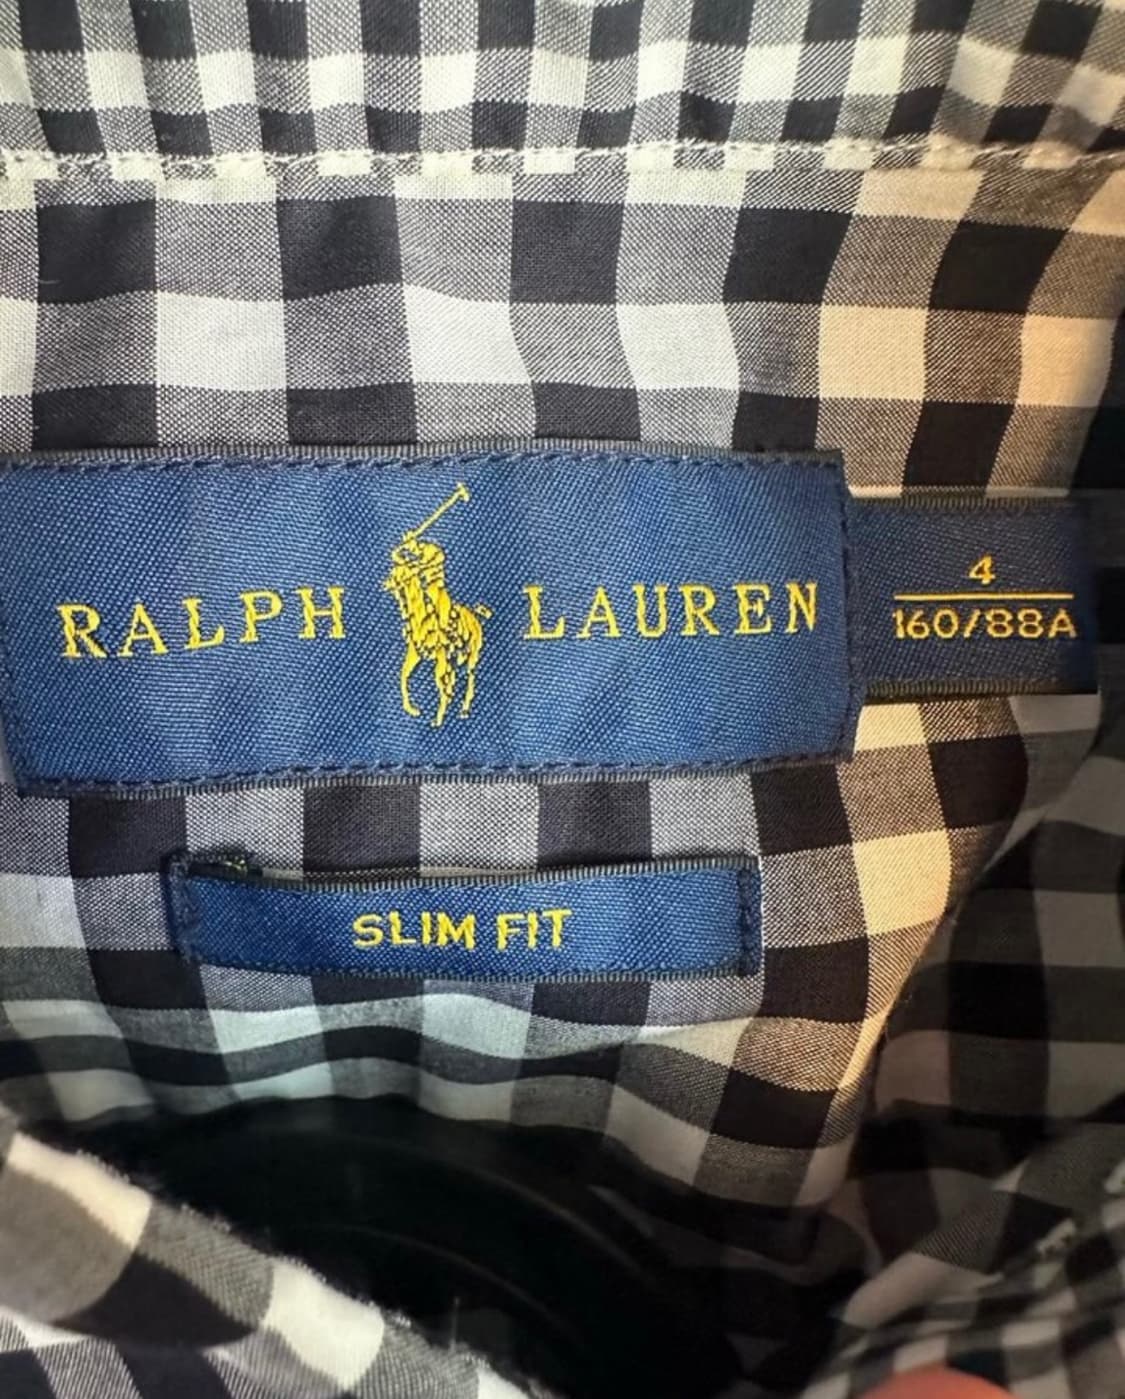 RALPH LAUREN
4
160/88A
SLIM FIT